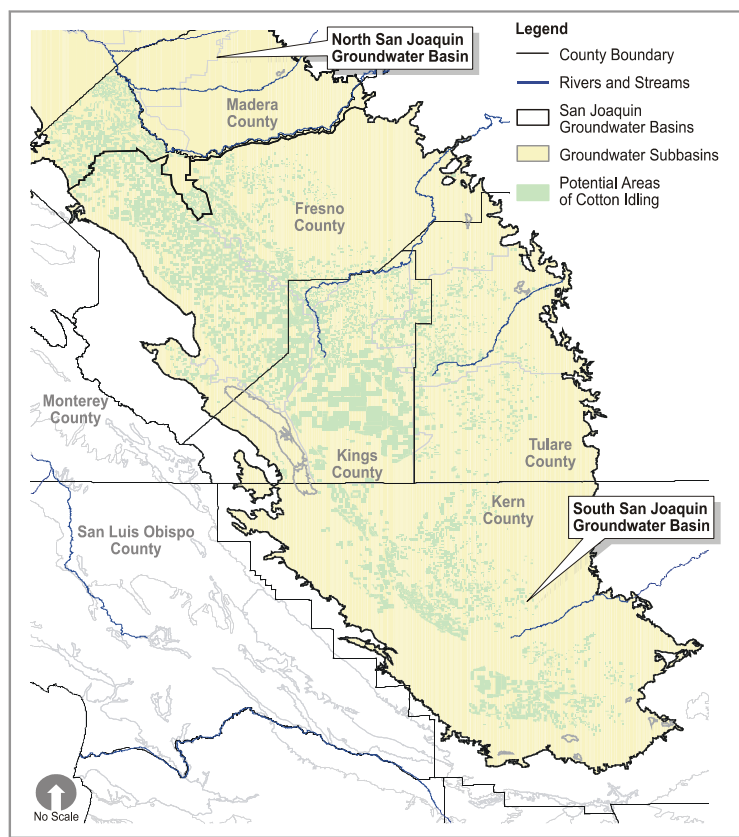 North San Joaquin
Groundwater Basin
Legend
County Boundary
Rivers and Streams
San Joaquin
Groundwater Basins
Groundwater Subbasins
Potential Areas
of Cotton Idling
Madera
County
Fresno
County
Monterey
County
Kings
County
Tulare
County
Kern
County
South San Joaquin
Groundwater Basin
San Luis Obispo
County
No Scale